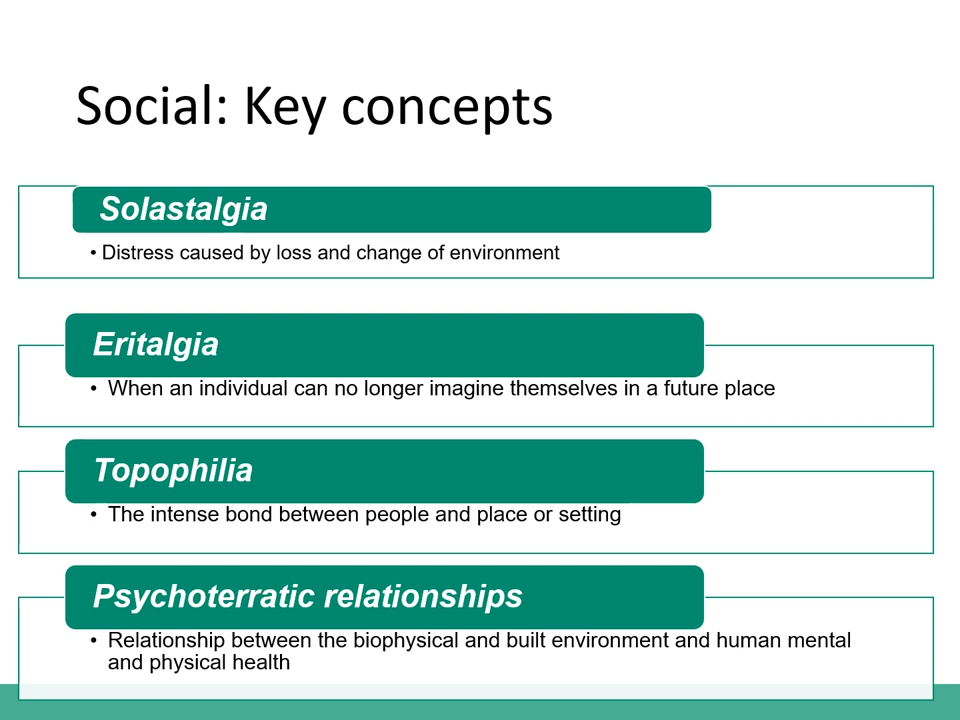 Social: Key concepts
Solastalgia
• Distress caused by loss and change of environment
Eritalgia
• When an individual can no longer imagine themselves in a future place
Topophilia
• The intense bond between people and place or setting
Psychoterratic relationships
• Relationship between the biophysical and built environment and human mental
and physical health